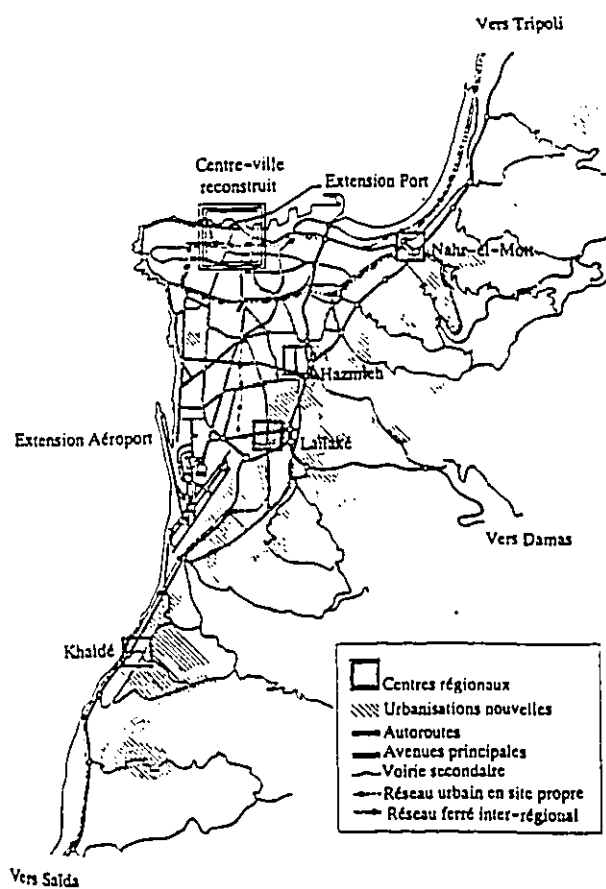 Vers Tripoli
Centre-ville
reconstruit
Extension Port
Nahr-el-Mott
Hazmieh
Extension Aéroport
Laïlaké
Vers Damas
Khaldé
Centres régionaux
Urbanisations nouvelles
Autoroutes
Avenues principales
Voirie secondaire
Réseau urbain en site propre
Réseau ferré inter-régional
Vers Saïda